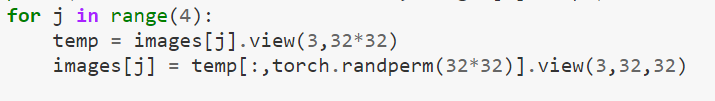 for j in range(4):
    temp = images[j].view(3,32*32)
    images[j] = temp[:,torch.randperm(32*32)].view(3,32,32)